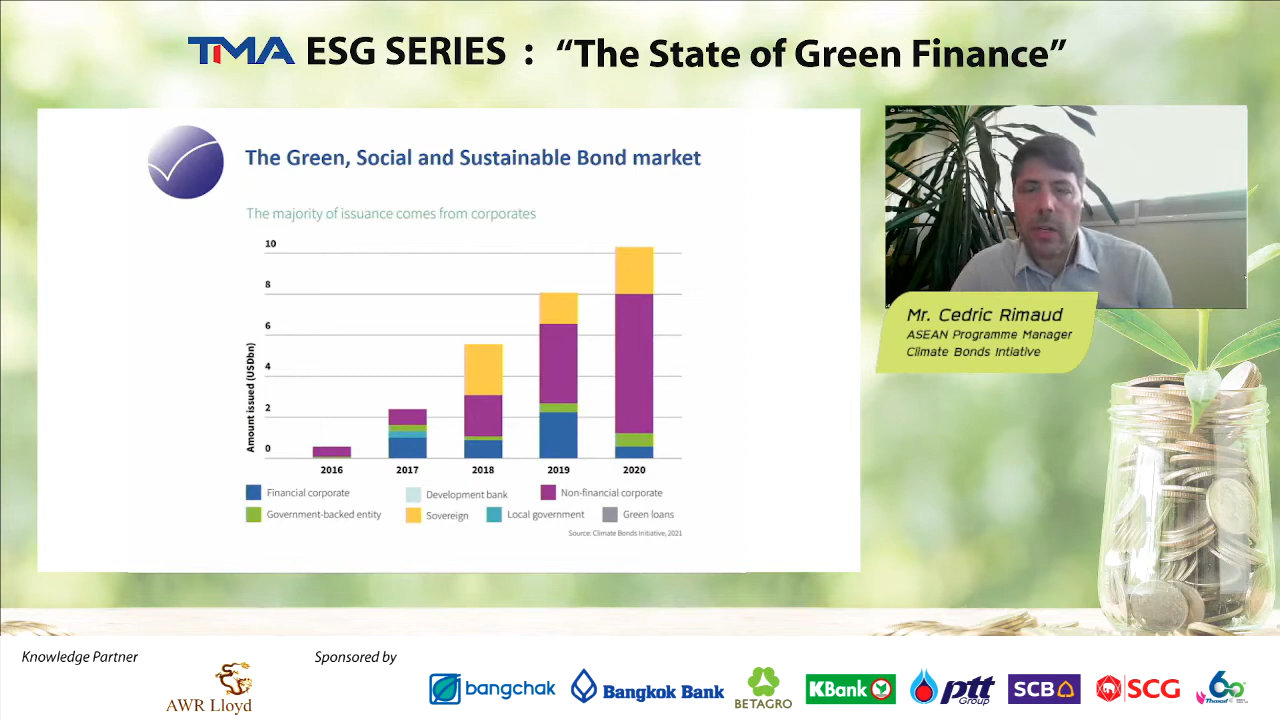 TMA ESG SERIES : “The State of Green Finance”
The Green, Social and Sustainable Bond market
The majority of issuance comes from corporates
Amount issued (USDbn)
10
8
6
4
2
0
2016 2017 2018 2019 2020
Financial corporate Development bank Non-financial corporate
Government-backed entity Sovereign Local government Green loans
Source: Climate Bonds Initiative, 2021
Mr. Cedric Rimaud
ASEAN Programme Manager
Climate Bonds Intiative
Knowledge Partner
AWR Lloyd
Sponsored by
bangchak
Bangkok Bank
BETAGRO
KBank
ptt
Group
SCB
SCG
60
Thaioil